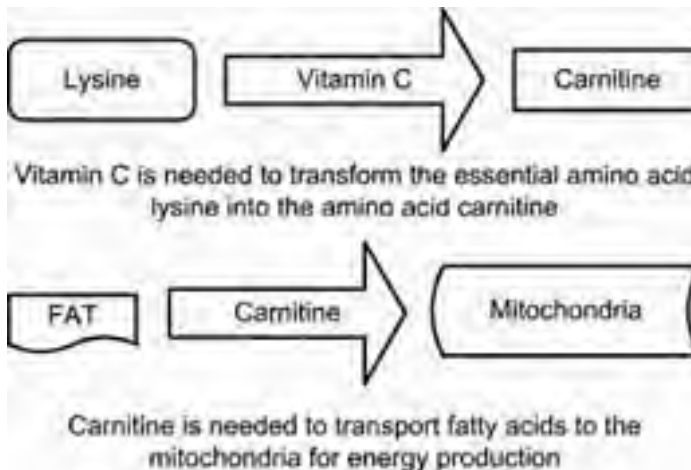 Lysine
Vitamin C
Carnitine
Vitamin C is needed to transform the essential amino acid
lysine into the amino acid carnitine
FAT
Carnitine
Mitochondria
Carnitine is needed to transport fatty acids to the
mitochondria for energy production